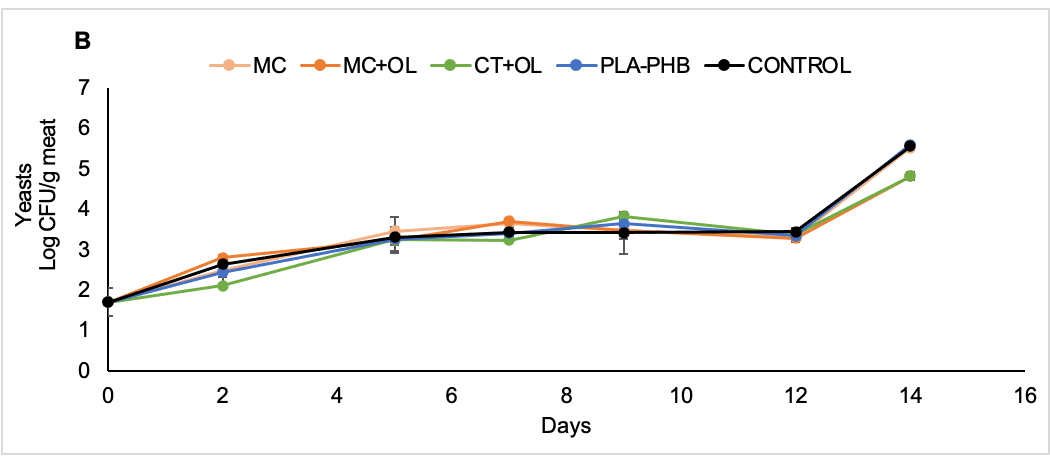 B
MC MC+OL CT+OL PLA-PHB CONTROL
Yeasts
Log CFU/g meat
7
6
5
4
3
2
1
0
0 2 4 6 8 10 12 14 16
Days